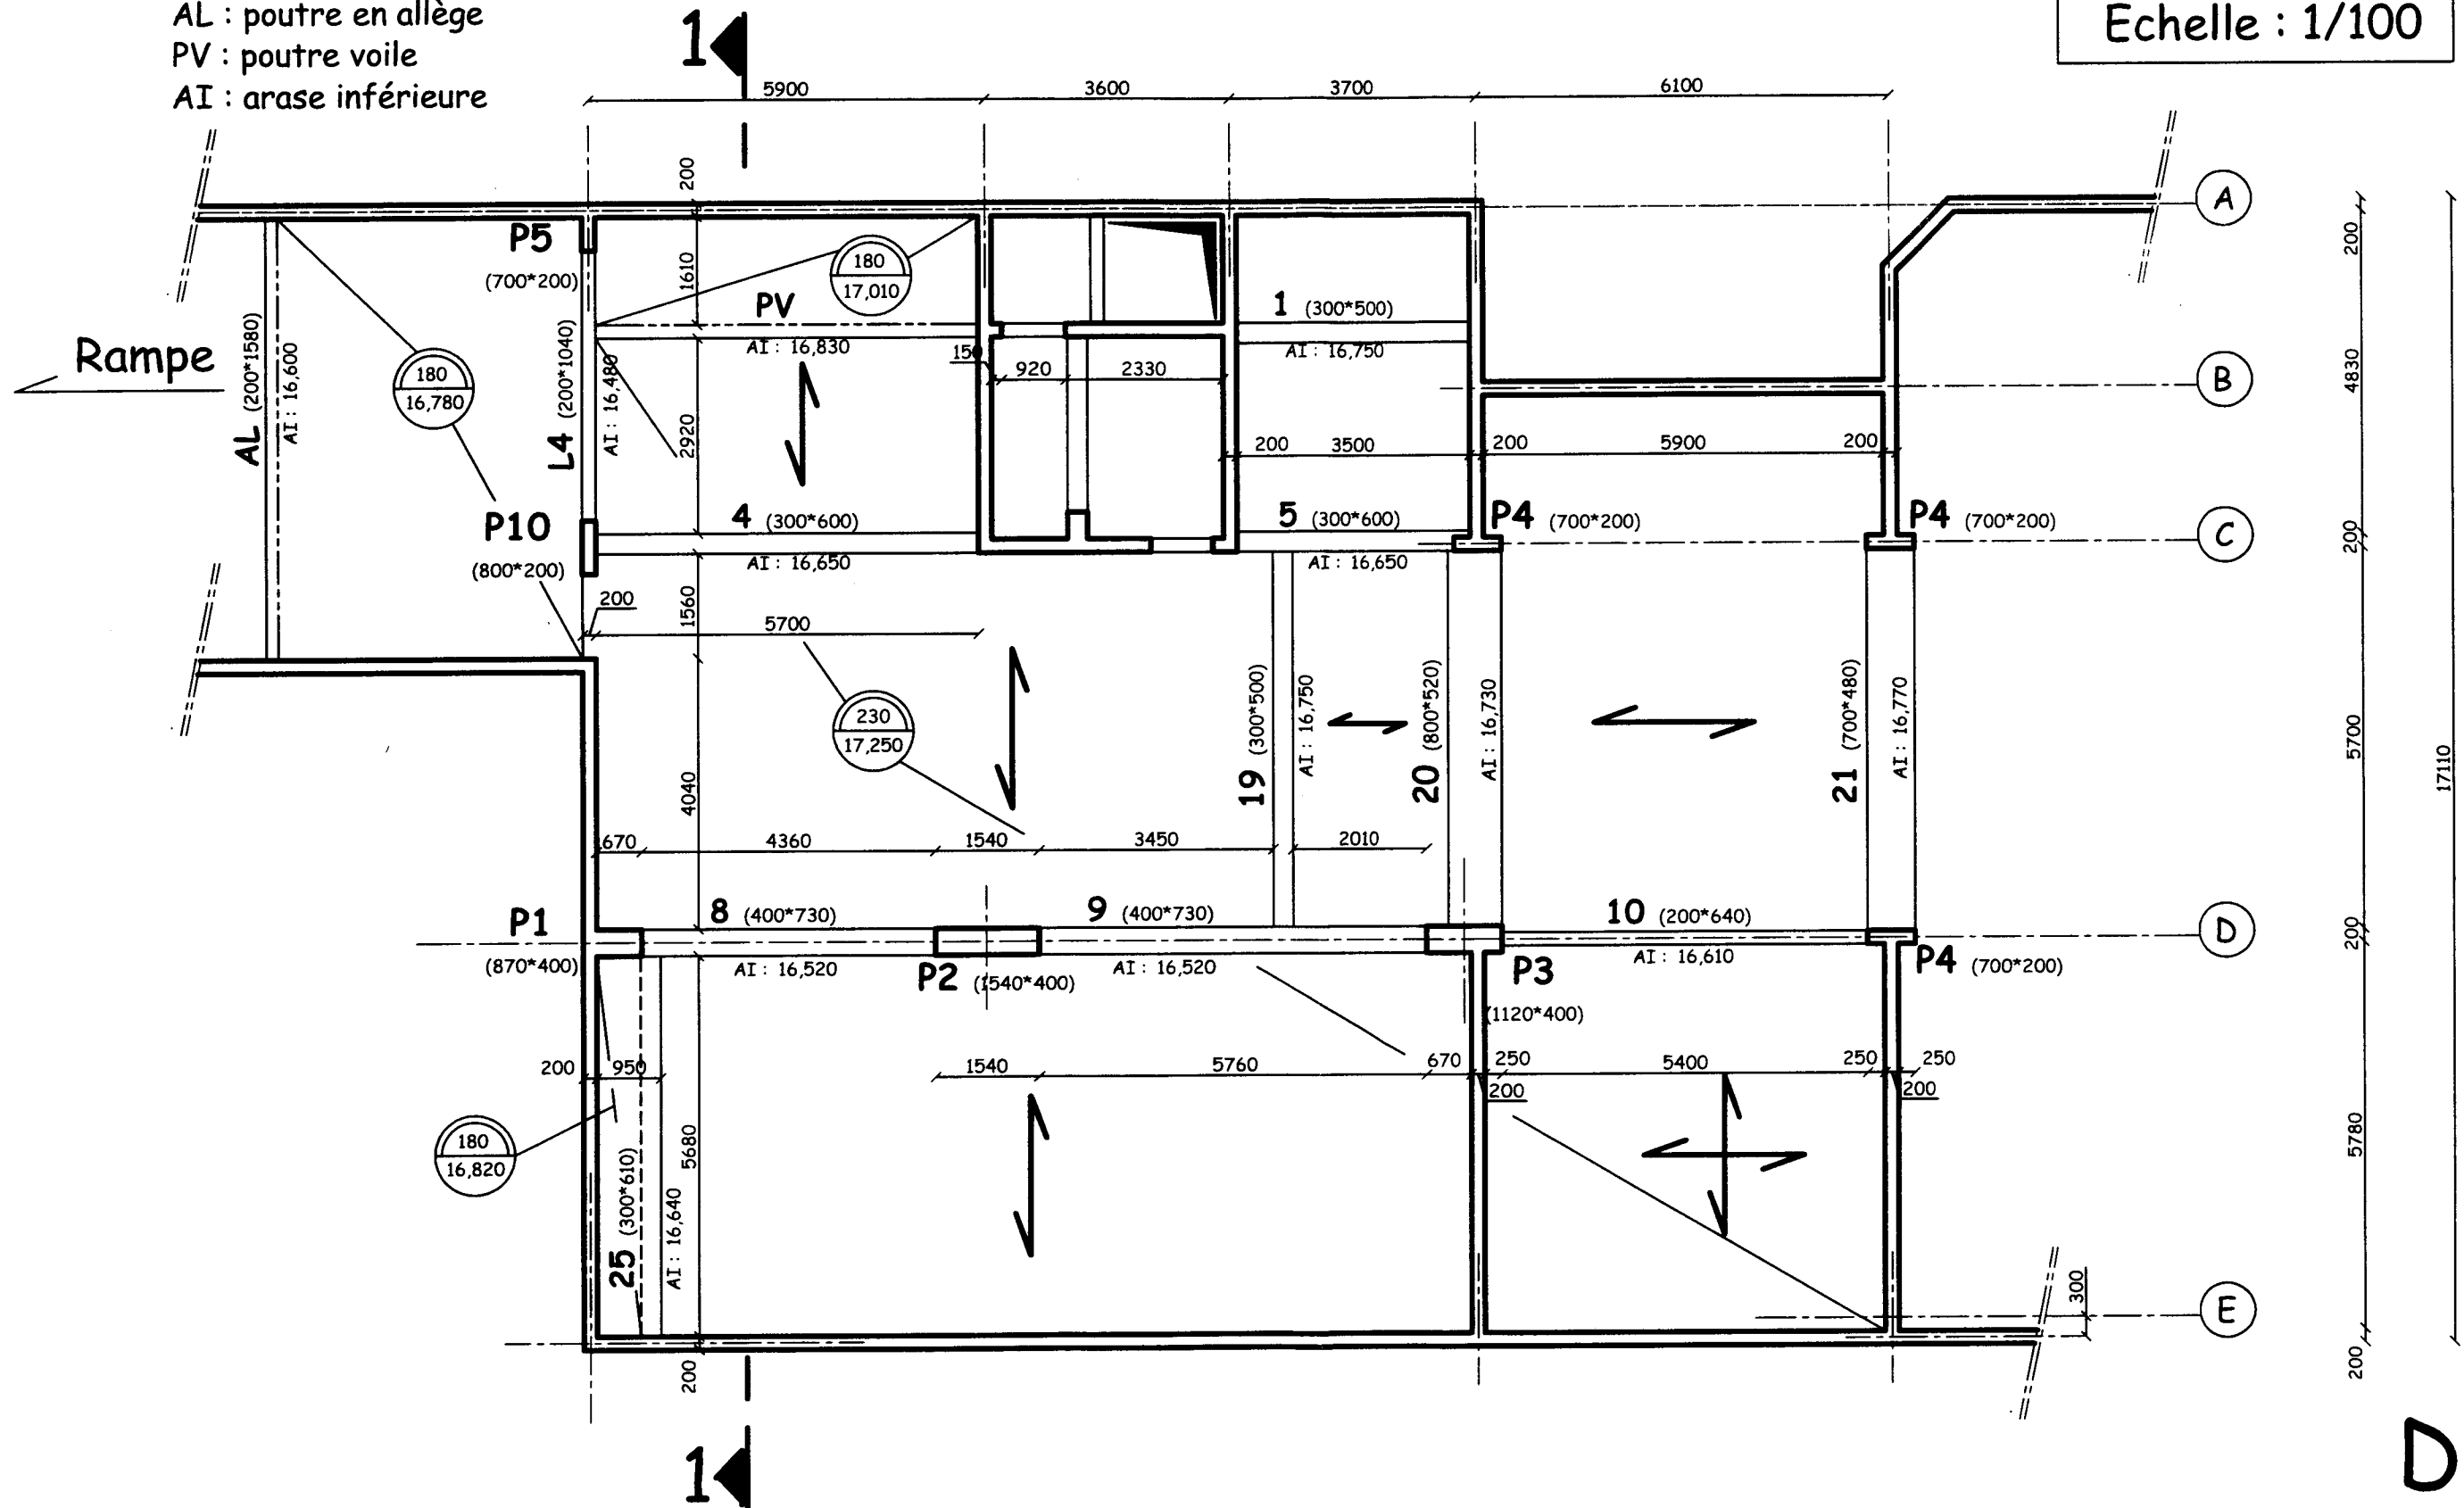 AL : poutre en allège
PV : poutre voile
AI : arase inférieure
Echelle : 1/100
1
5900
3600
3700
6100
A
200
1610
P5
(700*200)
180
17,010
PV
AI : 16,830
1 (300*500)
AI : 16,750
200
Rampe
AL (200*1580)
AI : 16,600
180
16,780
L4 (200*1040)
AI : 16,480
2920
150
920
2330
B
4830
200
3500
200
5900
200
P10
(800*200)
4 (300*600)
AI : 16,650
5 (300*600)
AI : 16,650
P4 (700*200)
P4 (700*200)
C
200
200
5700
1560
230
17,250
4040
19 (300*500)
AI : 16,750
20 (800*520)
AI : 16,730
21 (700*480)
AI : 16,770
5700
17110
670
4360
1540
3450
2010
P1
(870*400)
8 (400*730)
AI : 16,520
P2 (1540*400)
9 (400*730)
AI : 16,520
P3
(1120*400)
10 (200*640)
AI : 16,610
P4 (700*200)
D
200
200
950
1540
5760
670
250
200
5400
250
250
200
180
16,820
25 (300*610)
AI : 16,640
5680
5780
300
E
200
200
1
D